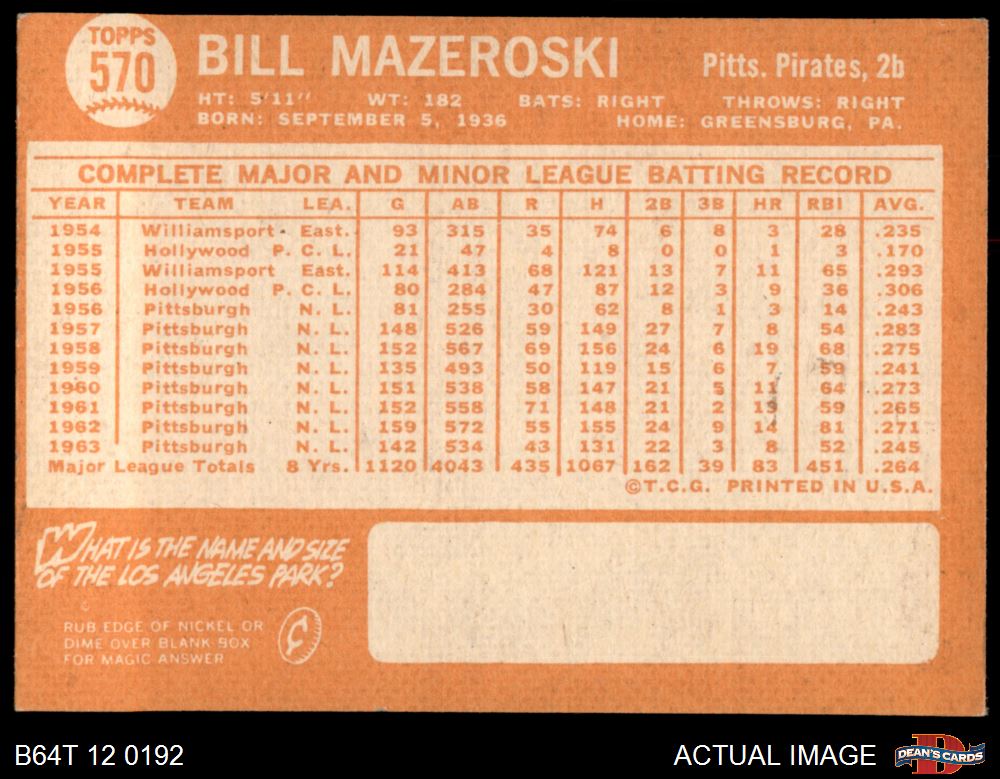 TOPPS
570
BILL MAZEROSKI Pitts. Pirates, 2b
HT: 5'11" WT: 182 BATS: RIGHT THROWS: RIGHT
BORN: SEPTEMBER 5, 1936 HOME: GREENSBURG, PA.
COMPLETE MAJOR AND MINOR LEAGUE BATTING RECORD
YEAR TEAM LEA. G AB R H 2B 3B HR RBI AVG.
1954 Williamsport East. 93 315 35 74 6 8 3 28 .235
1955 Hollywood P. C. L. 21 47 4 8 0 0 1 3 .170
1955 Williamsport East. 114 413 68 121 13 7 11 65 .293
1956 Hollywood P. C. L. 80 284 47 87 12 3 9 36 .306
1956 Pittsburgh N. L. 81 255 30 62 8 1 3 14 .243
1957 Pittsburgh N. L. 148 526 59 149 27 7 8 54 .283
1958 Pittsburgh N. L. 152 567 69 156 24 6 19 68 .275
1959 Pittsburgh N. L. 135 493 50 119 15 6 7 59 .241
1960 Pittsburgh N. L. 151 538 58 147 21 5 11 64 .273
1961 Pittsburgh N. L. 152 558 71 148 21 2 13 59 .265
1962 Pittsburgh N. L. 159 572 55 155 24 9 14 81 .271
1963 Pittsburgh N. L. 142 534 43 131 22 3 8 52 .245
Major League Totals 8 Yrs. 1120 4043 435 1067 162 39 83 451 .264
©T.C.G. PRINTED IN U.S.A.
WHAT IS THE NAME AND SIZE
OF THE LOS ANGELES PARK?
RUB EDGE OF NICKEL OR
DIME OVER BLANK BOX
FOR MAGIC ANSWER
B64T 12 0192 ACTUAL IMAGE
D
DEAN'S CARDS